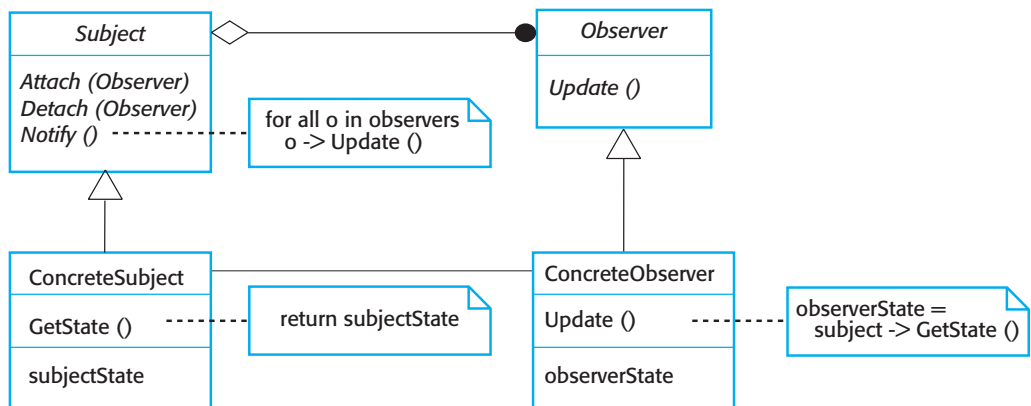 Subject
Attach (Observer)
Detach (Observer)
Notify ()
for all o in observers
o -> Update ()
Observer
Update ()
ConcreteSubject
GetState ()
subjectState
return subjectState
ConcreteObserver
Update ()
observerState
observerState =
subject -> GetState ()